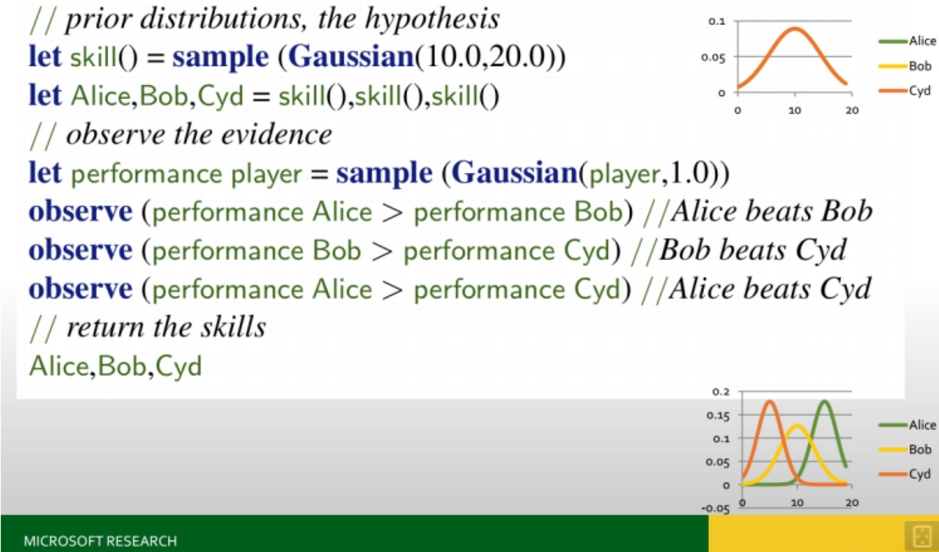 // prior distributions, the hypothesis
let skill() = sample (Gaussian(10.0,20.0))
let Alice,Bob,Cyd = skill(),skill(),skill()
// observe the evidence
let performance player = sample (Gaussian(player,1.0))
observe (performance Alice > performance Bob) //Alice beats Bob
observe (performance Bob > performance Cyd) //Bob beats Cyd
observe (performance Alice > performance Cyd) //Alice beats Cyd
// return the skills
Alice,Bob,Cyd
0.1
0.05
0
0 10 20
Alice
Bob
Cyd
0.2
0.15
0.1
0.05
0
-0.05
0 10 20
Alice
Bob
Cyd
MICROSOFT RESEARCH